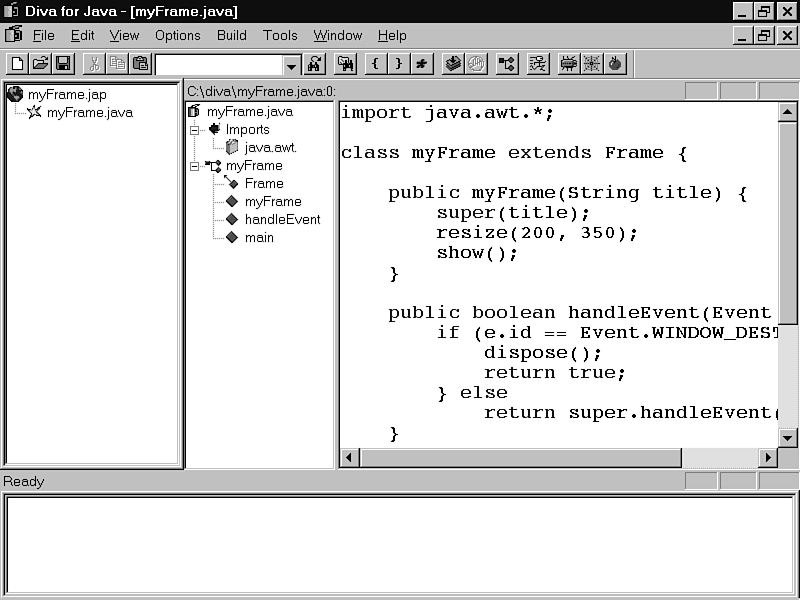 Diva for Java - [myFrame.java]
File Edit View Options Build Tools Window Help
{ } *
myFrame.jap
myFrame.java
C:\diva\myFrame.java:0:
myFrame.java
Imports
java.awt.
myFrame
Frame
myFrame
handleEvent
main
import java.awt.*;
class myFrame extends Frame {
public myFrame(String title) {
super(title);
resize(200, 350);
show();
}
public boolean handleEvent(Event
if (e.id == Event.WINDOW_DEST
dispose();
return true;
} else
return super.handleEvent(
}
Ready